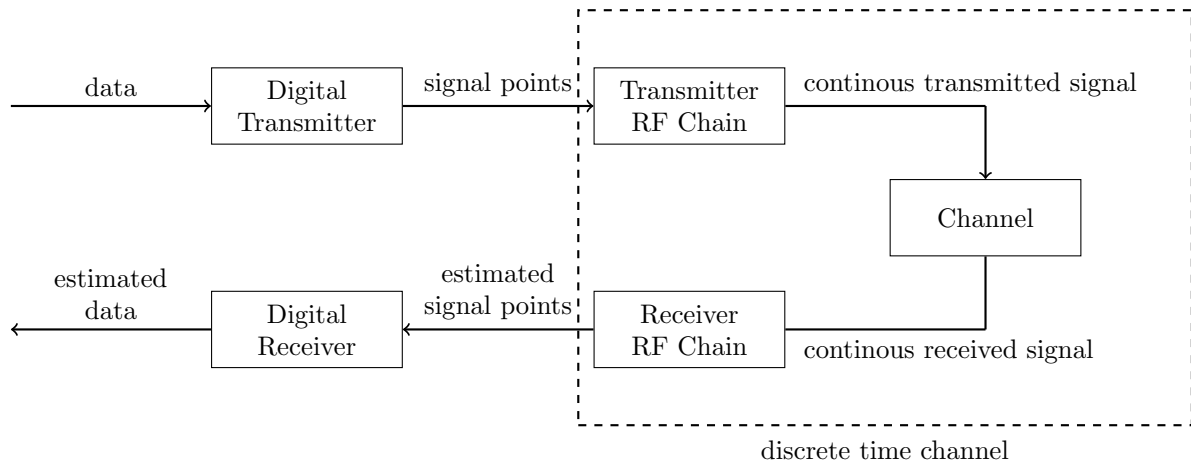 data
Digital
Transmitter
signal points
Transmitter
RF Chain
continous transmitted signal
Channel
estimated
data
Digital
Receiver
estimated
signal points
Receiver
RF Chain
continous received signal
discrete time channel